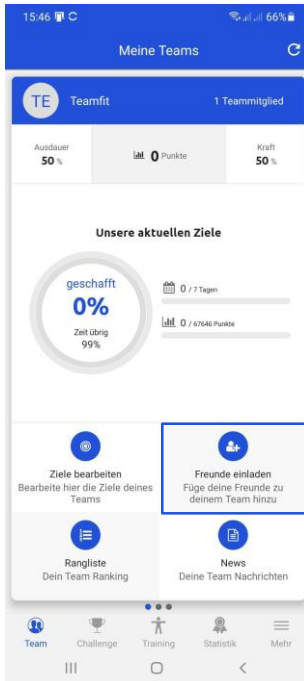 15:46 66%
Meine Teams
TE Teamfit 1 Teammitglied
Ausdauer
50 %
0 Punkte
Kraft
50 %
Unsere aktuellen Ziele
geschafft
0%
Zeit übrig
99%
0 / 7 Tagen
0 / 67646 Punkte
Ziele bearbeiten
Bearbeite hier die Ziele deines
Teams
Freunde einladen
Füge deine Freunde zu
deinem Team hinzu
Rangliste
Dein Team Ranking
News
Deine Team Nachrichten
Team Challenge Training Statistik Mehr